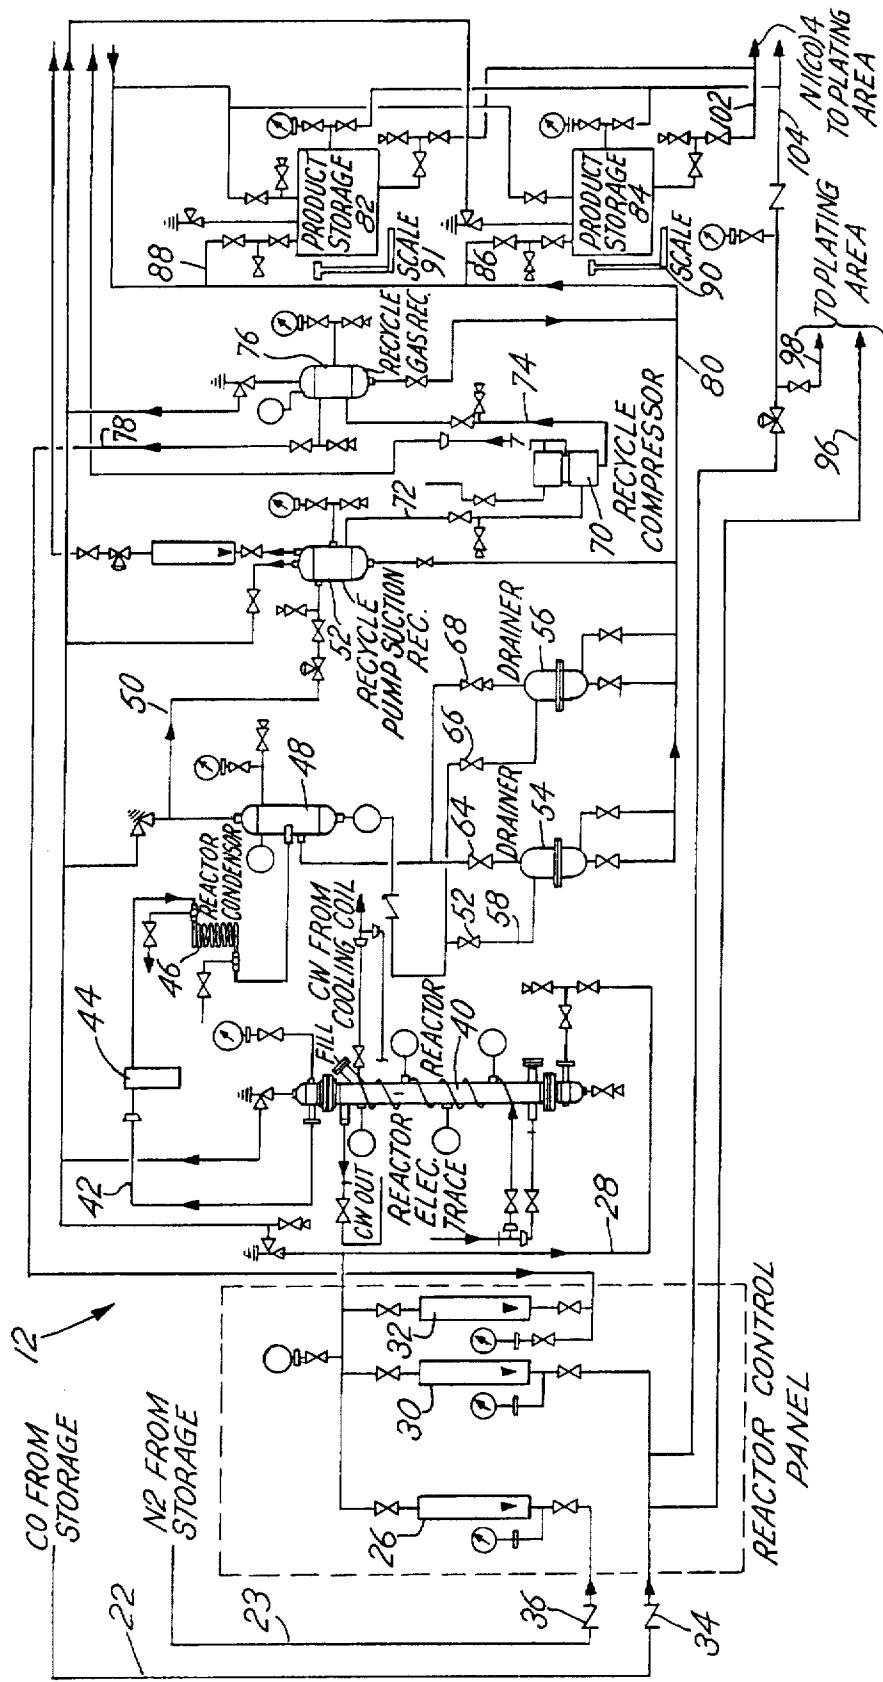 12
CO FROM
STORAGE
22
N2 FROM
STORAGE
23
36
34
26
30
32
REACTOR CONTROL
PANEL
28
42
44
46
REACTOR
CONDENSOR
FILL
CW FROM
COOLING COIL
CW OUT
REACTOR
ELEC.
TRACE
REACTOR
40
48
50
52
58
64
DRAINER
54
66
68
DRAINER
56
52
RECYCLE
PUMP SUCTION
REC.
72
70
RECYCLE
COMPRESSOR
74
76
RECYCLE
GAS REC.
78
80
88
PRODUCT
STORAGE
82
SCALE
91
86
PRODUCT
STORAGE
84
SCALE
90
102
104
NI(CO)4
TO PLATING
AREA
98
TO PLATING
AREA
96